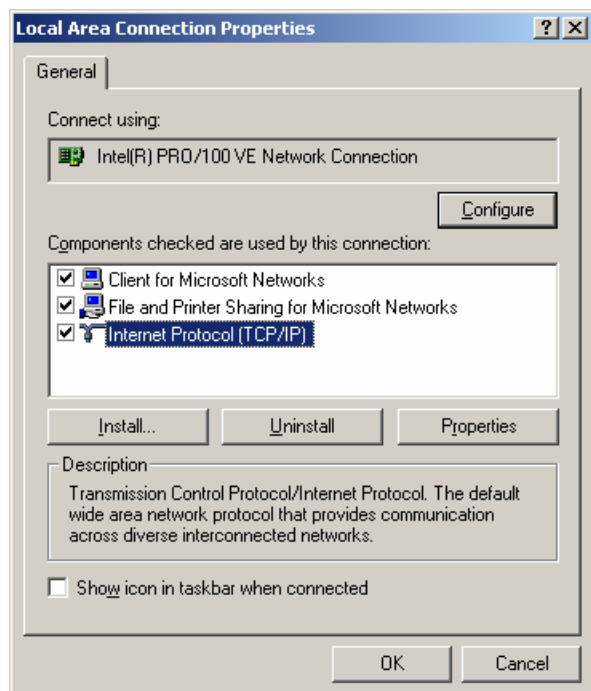 Local Area Connection Properties
General
Connect using:
Intel(R) PRO/100 VE Network Connection
Configure
Components checked are used by this connection:
Client for Microsoft Networks
File and Printer Sharing for Microsoft Networks
Internet Protocol (TCP/IP)
Install... Uninstall Properties
Description
Transmission Control Protocol/Internet Protocol. The default
wide area network protocol that provides communication
across diverse interconnected networks.
Show icon in taskbar when connected
OK Cancel